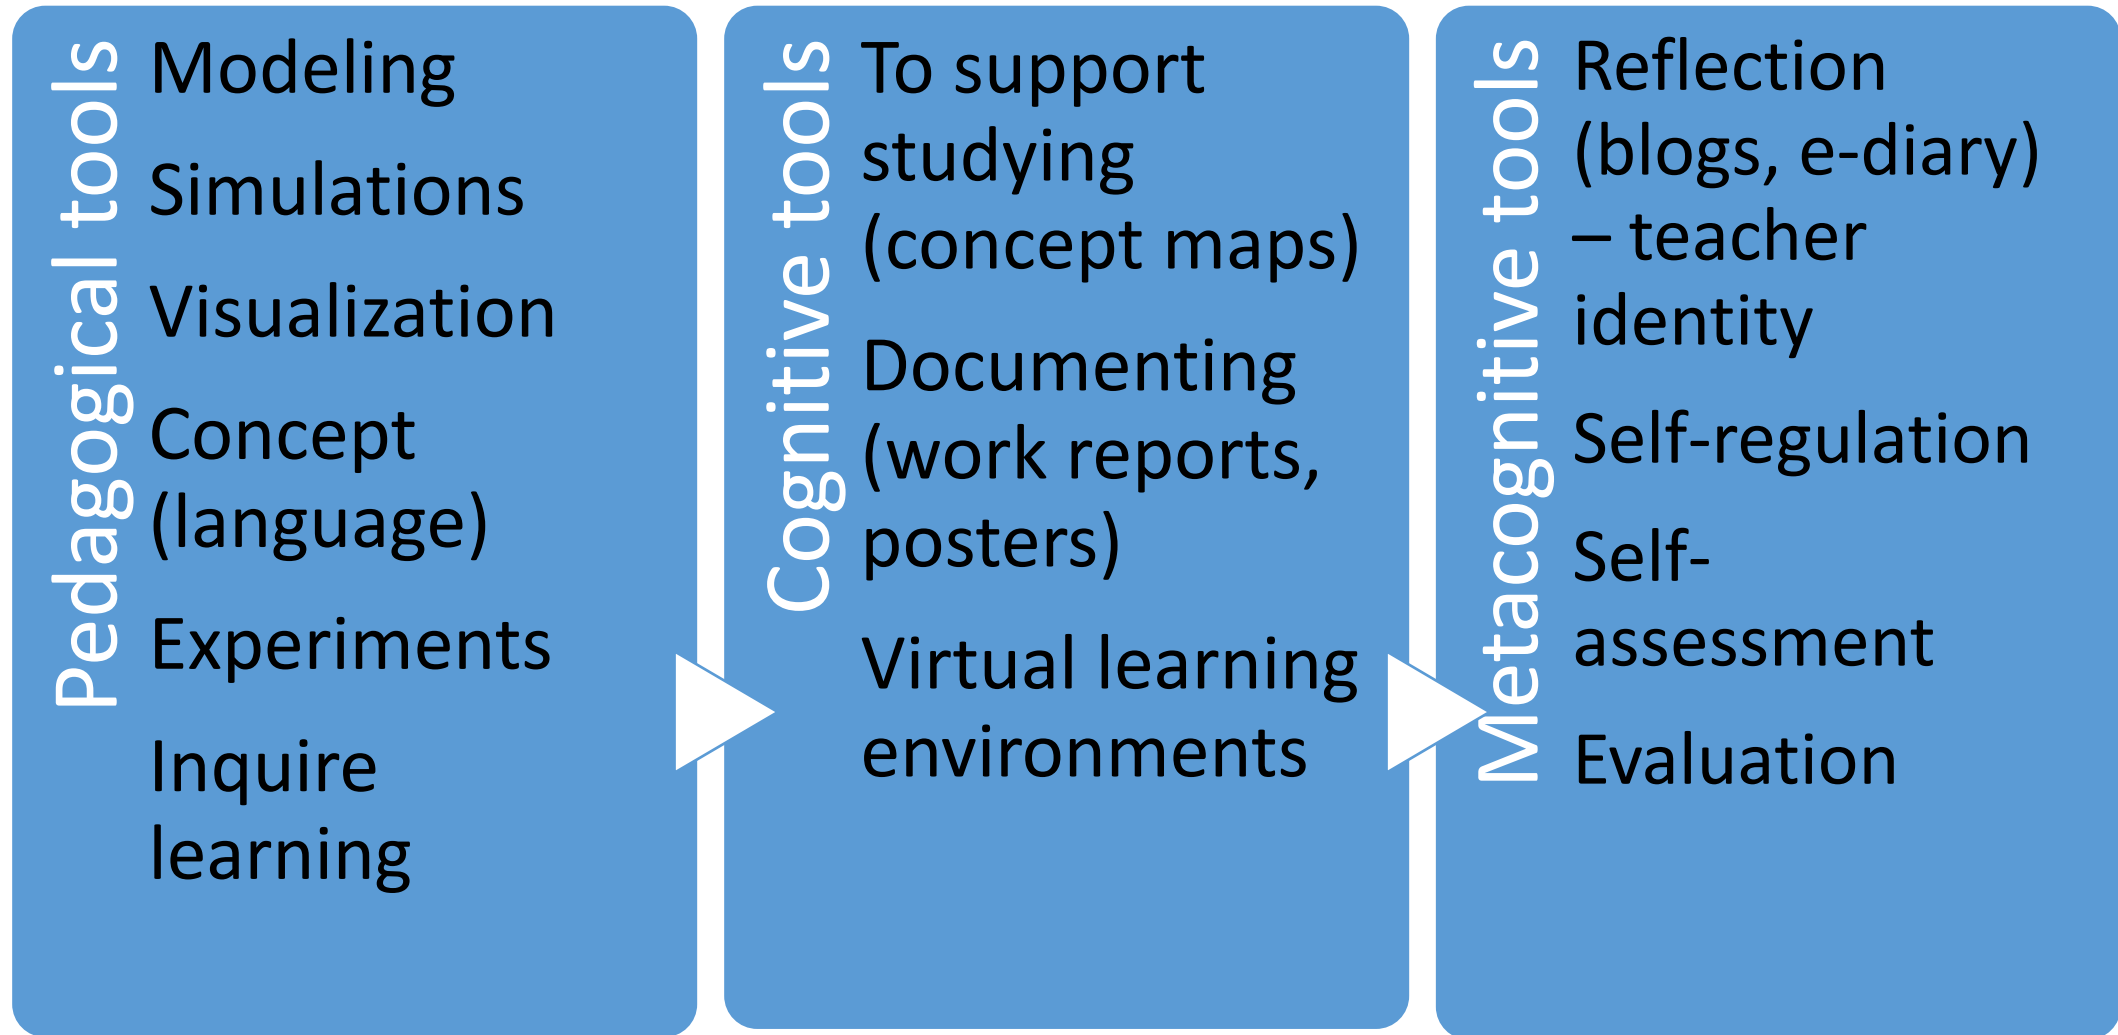 Pedagogical tools
Modeling
Simulations
Visualization
Concept
(language)
Experiments
Inquire
learning
Cognitive tools
To support
studying
(concept maps)
Documenting
(work reports,
posters)
Virtual learning
environments
Metacognitive tools
Reflection
(blogs, e-diary)
– teacher
identity
Self-regulation
Self-
assessment
Evaluation